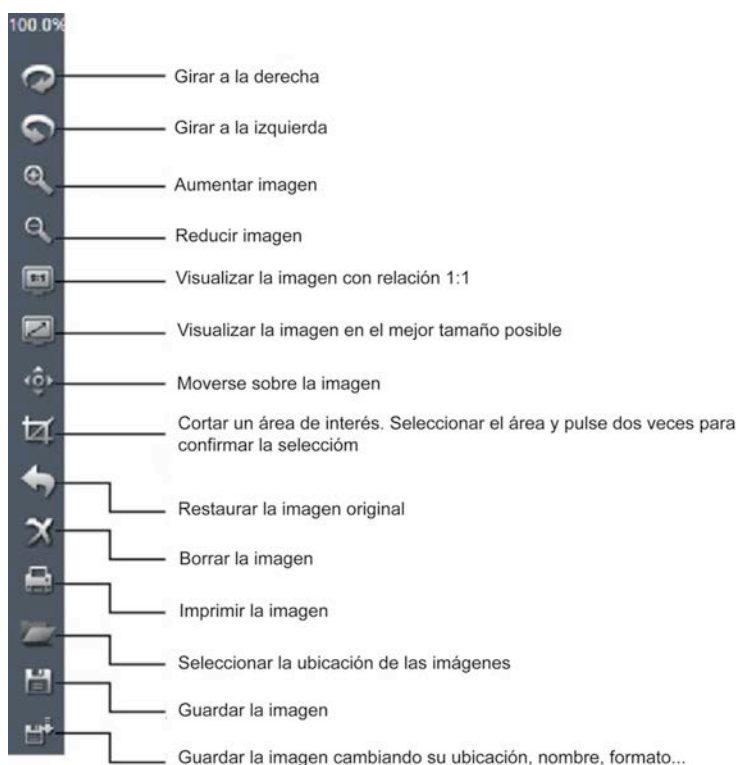 100.0%
Girar a la derecha
Girar a la izquierda
Aumentar imagen
Reducir imagen
1:1
Visualizar la imagen con relación 1:1
Visualizar la imagen en el mejor tamaño posible
Moverse sobre la imagen
Cortar un área de interés. Seleccionar el área y pulse dos veces para
confirmar la seleccióm
Restaurar la imagen original
Borrar la imagen
Imprimir la imagen
Seleccionar la ubicación de las imágenes
Guardar la imagen
Guardar la imagen cambiando su ubicación, nombre, formato...